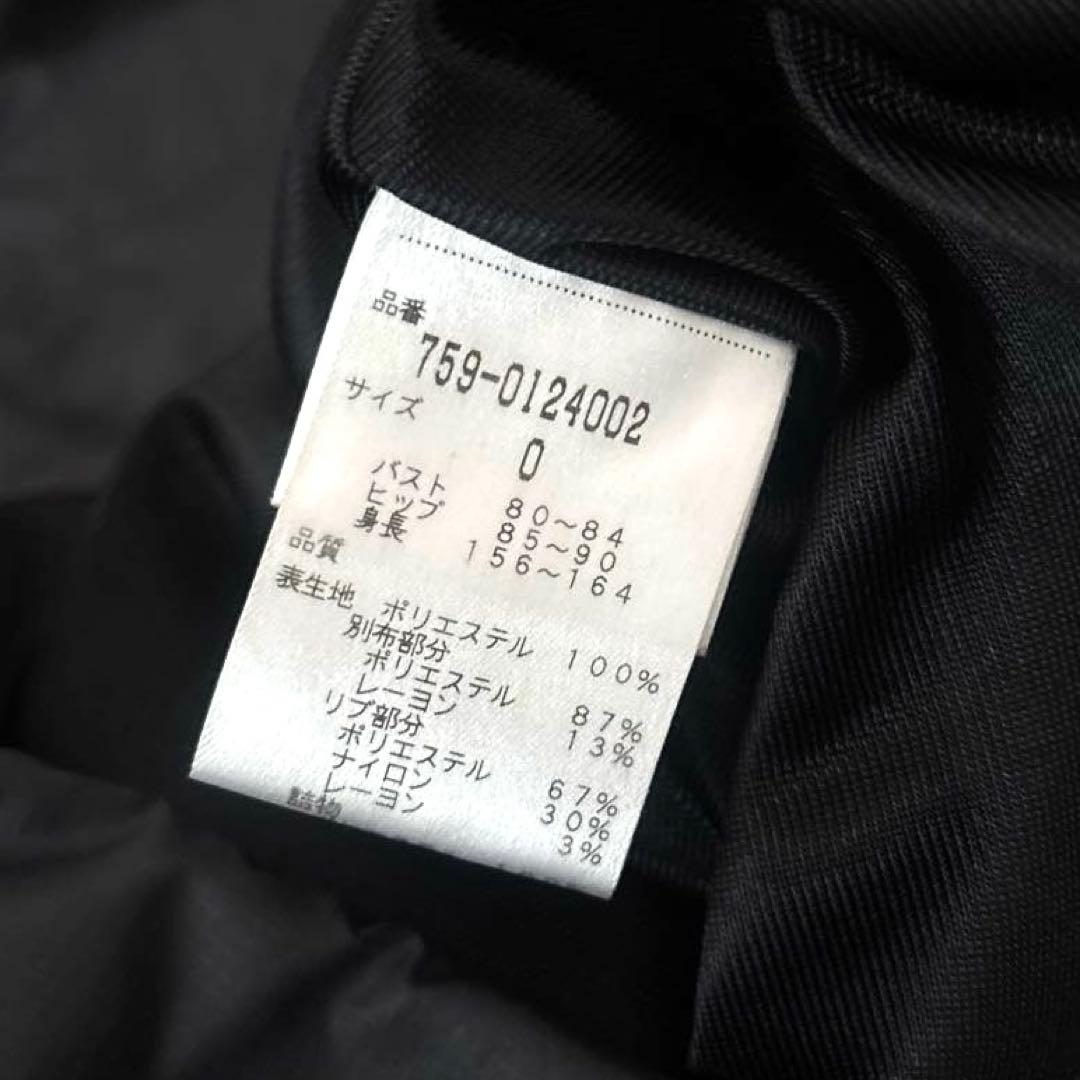 品番
759-0124002
サイズ
0
バスト 80~84
ヒップ 85~90
身長 156~164
品質
表生地 ポリエステル 100%
別布部分
ポリエステル 87%
レーヨン 13%
リブ部分
ポリエステル 67%
ナイロン 30%
レーヨン 3%
詰物